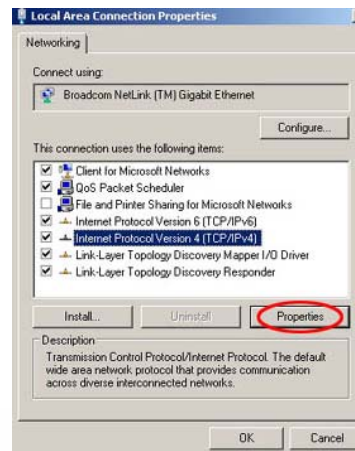 Local Area Connection Properties
Networking
Connect using:
Broadcom NetLink (TM) Gigabit Ethernet
Configure...
This connection uses the following items:
Client for Microsoft Networks
QoS Packet Scheduler
File and Printer Sharing for Microsoft Networks
Internet Protocol Version 6 (TCP/IPv6)
Internet Protocol Version 4 (TCP/IPv4)
Link-Layer Topology Discovery Mapper I/O Driver
Link-Layer Topology Discovery Responder
Install... Uninstall Properties
Description
Transmission Control Protocol/Internet Protocol. The default
wide area network protocol that provides communication
across diverse interconnected networks.
OK Cancel